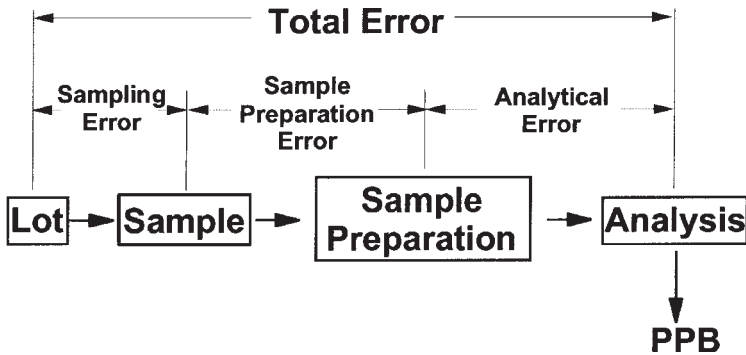 Total Error
Sampling
Error
Sample
Preparation
Error
Analytical
Error
Lot
Sample
Sample
Preparation
Analysis
PPB